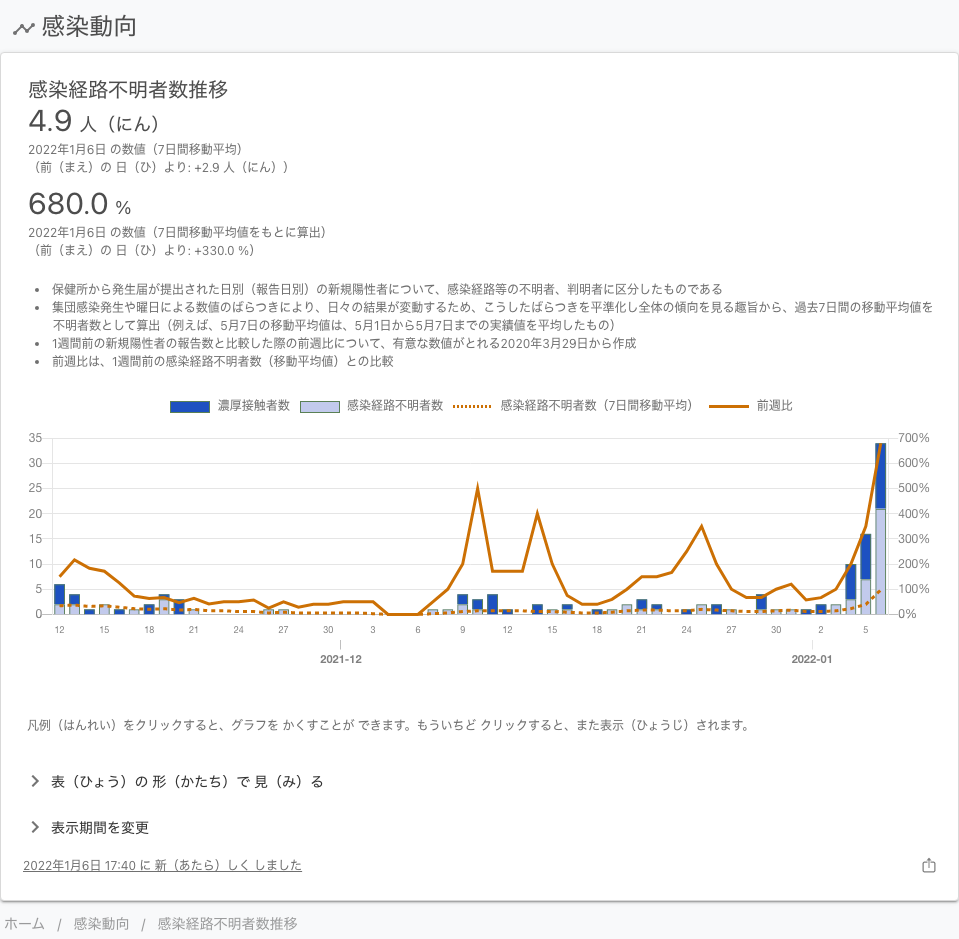 感染動向
感染経路不明者数推移
4.9 人（にん）
2022年1月6日 の数値（7日間移動平均）
（前（まえ）の 日（ひ）より: +2.9 人（にん））
680.0 %
2022年1月6日 の数値（7日間移動平均値をもとに算出）
（前（まえ）の 日（ひ）より: +330.0 %）
• 保健所から発生届が提出された日別（報告日別）の新規陽性者について、感染経路等の不明者、判明者に区分したものである
• 集団感染発生や曜日による数値のばらつきにより、日々の結果が変動するため、こうしたばらつきを平準化し全体の傾向を見る趣旨から、過去7日間の移動平均値を
不明者数として算出（例えば、5月7日の移動平均値は、5月1日から5月7日までの実績値を平均したもの）
• 1週間前の新規陽性者の報告数と比較した際の前週比について、有意な数値がとれる2020年3月29日から作成
• 前週比は、1週間前の感染経路不明者数（移動平均値）との比較
濃厚接触者数 感染経路不明者数 感染経路不明者数（7日間移動平均） 前週比
35 700%
30 600%
25 500%
20 400%
15 300%
10 200%
5 100%
0 0%
12 15 18 21 24 27 30 3 6 9 12 15 18 21 24 27 30 2 5
2021-12 2022-01
凡例（はんれい）をクリックすると、グラフを かくすことが できます。もういちど クリックすると、また表示（ひょうじ）されます。
表（ひょう）の 形（かたち）で 見（み）る
表示期間を変更
2022年1月6日 17:40 に 新（あたら）しく しました
ホーム / 感染動向 / 感染経路不明者数推移